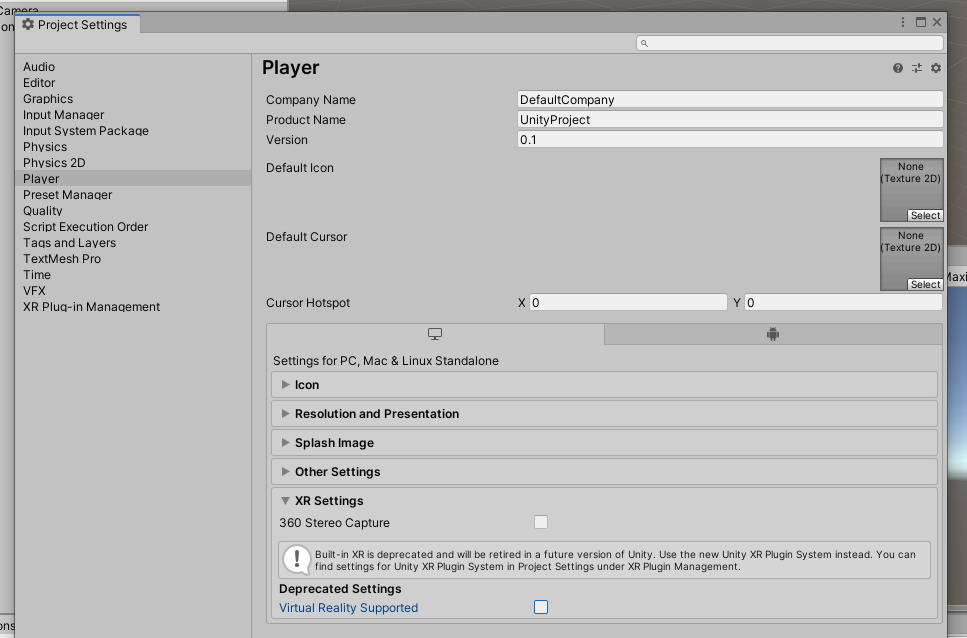 Camera
on
Project Settings
Audio
Editor
Graphics
Input Manager
Input System Package
Physics
Physics 2D
Player
Preset Manager
Quality
Script Execution Order
Tags and Layers
TextMesh Pro
Time
VFX
XR Plug-in Management
Player
Company Name DefaultCompany
Product Name UnityProject
Version 0.1
Default Icon
None
(Texture 2D)
Select
Default Cursor
None
(Texture 2D)
Select
Maxi
Cursor Hotspot X 0 Y 0
Settings for PC, Mac & Linux Standalone
Icon
Resolution and Presentation
Splash Image
Other Settings
XR Settings
360 Stereo Capture
Built-in XR is deprecated and will be retired in a future version of Unity. Use the new Unity XR Plugin System instead. You can
find settings for Unity XR Plugin System in Project Settings under XR Plugin Management.
Deprecated Settings
Virtual Reality Supported
ons